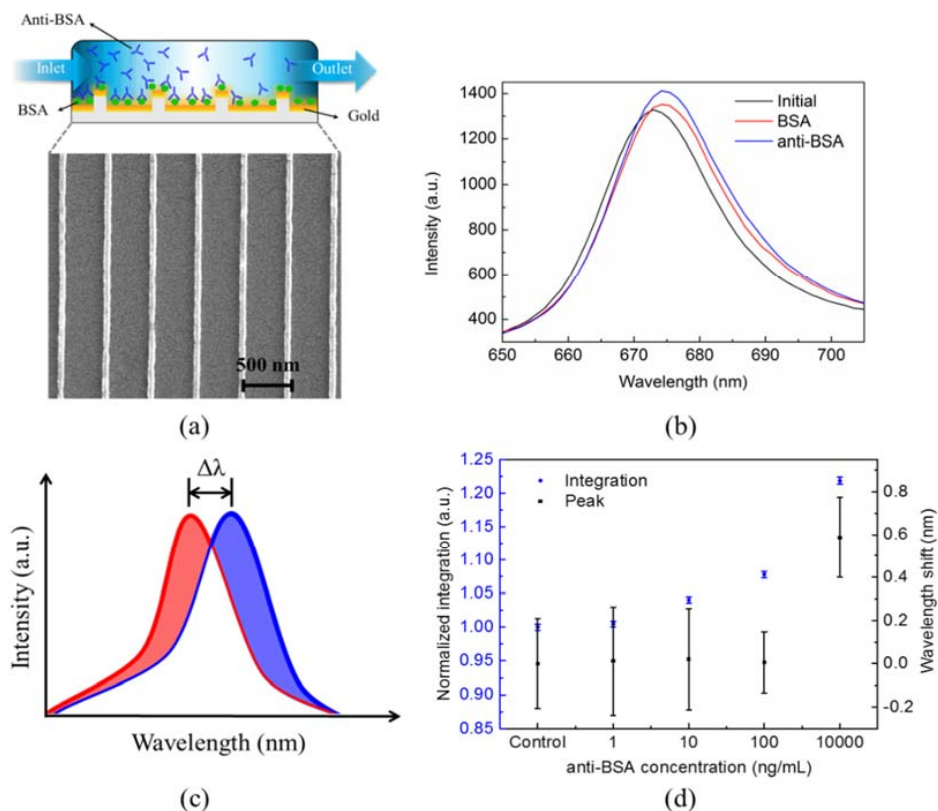 Anti-BSA
Inlet
Outlet
BSA
Gold
500 nm
(a)
1400
1200
1000
800
600
400
Intensity (a.u.)
Initial
BSA
anti-BSA
650 660 670 680 690 700
Wavelength (nm)
(b)
Δλ
Intensity (a.u.)
Wavelength (nm)
(c)
1.25
1.20
1.15
1.10
1.05
1.00
0.95
0.90
0.85
Normalized integration (a.u.)
Integration
Peak
0.8
0.6
0.4
0.2
0.0
-0.2
Wavelength shift (nm)
Control 1 10 100 10000
anti-BSA concentration (ng/mL)
(d)